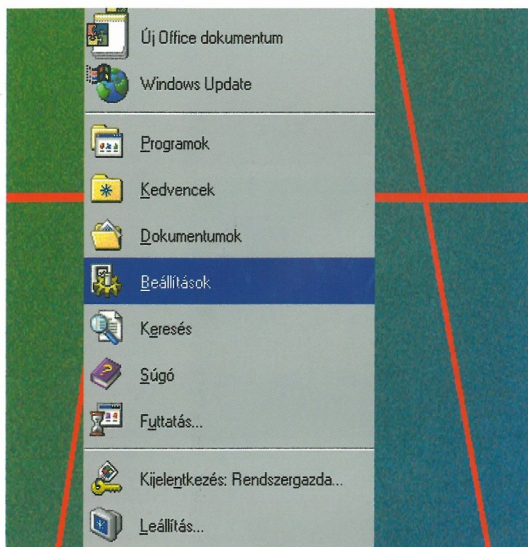 Új Office dokumentum
Windows Update
Programok
Kedvencek
Dokumentumok
Beállítások
Keresés
Súgó
Futtatás...
Kijelentkezés: Rendszergazda...
Leállítás...